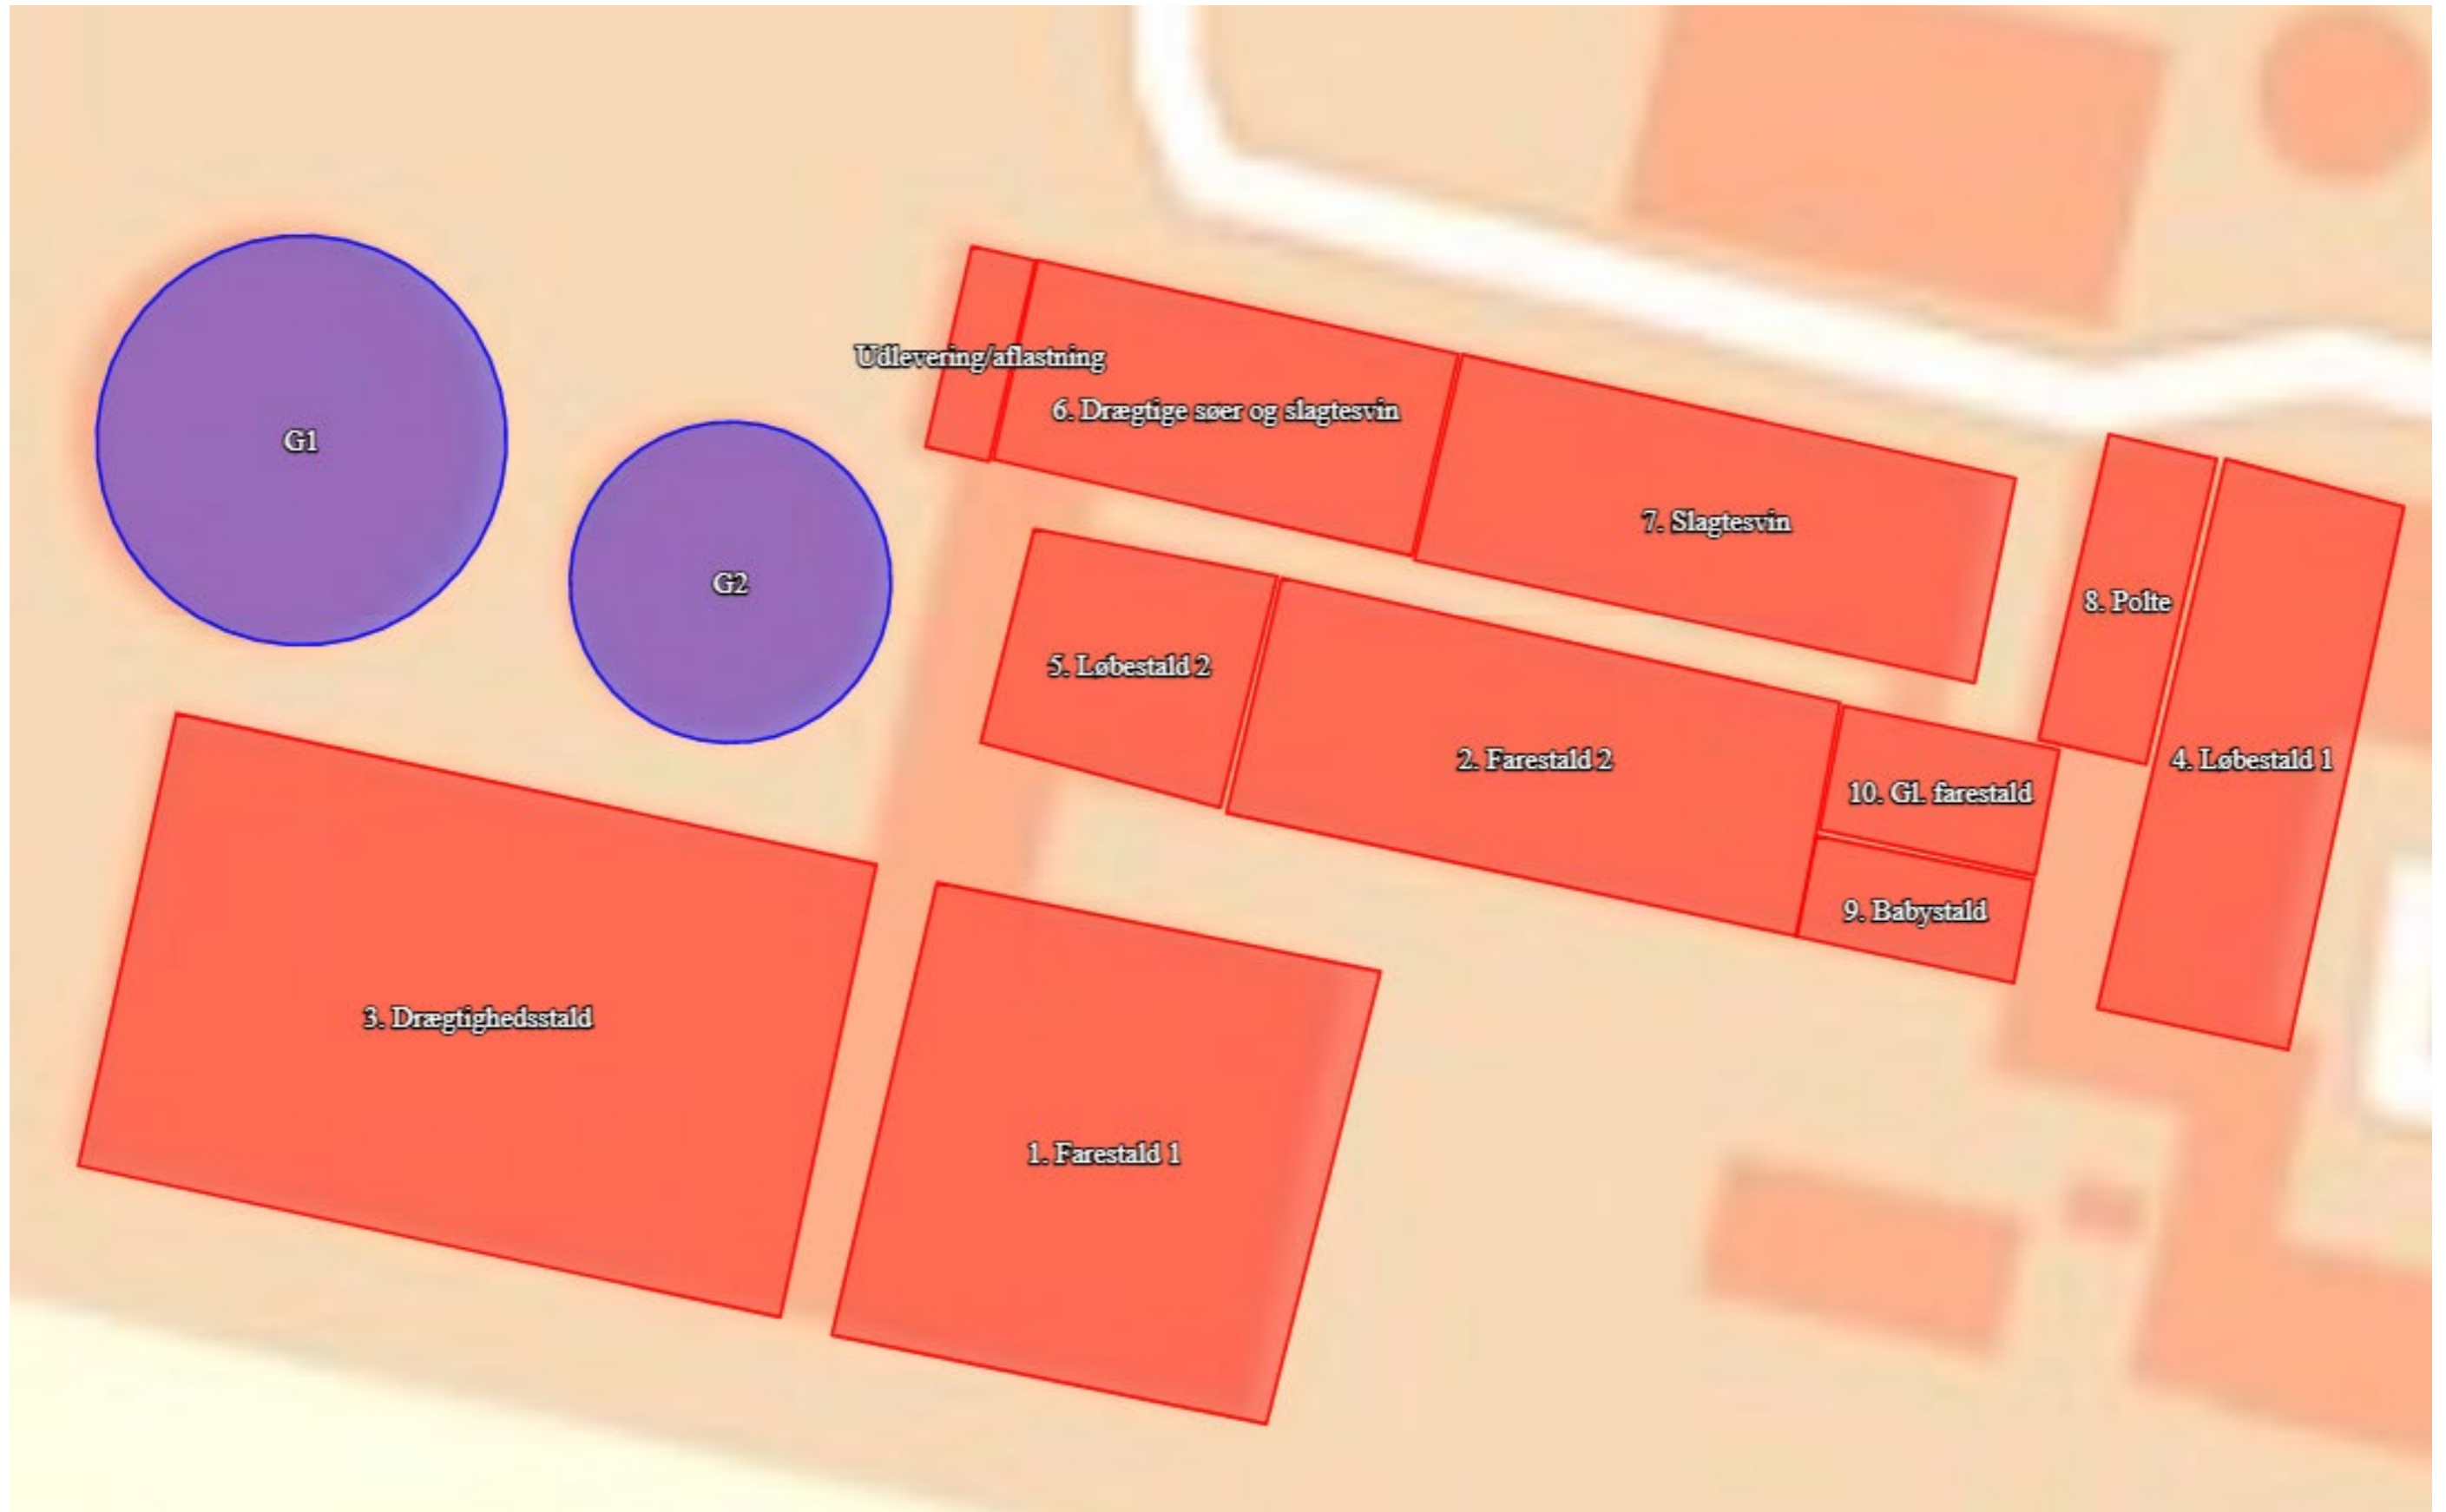 Udlevering/aflastning
6. Drægtige søer og slagtesvin
G1
7. Slagtesvin
G2
8. Polte
5. Løbestald 2
2. Farestald 2
4. Løbestald 1
10. Gl. farestald
9. Babystald
3. Drægtighedsstald
1. Farestald 1